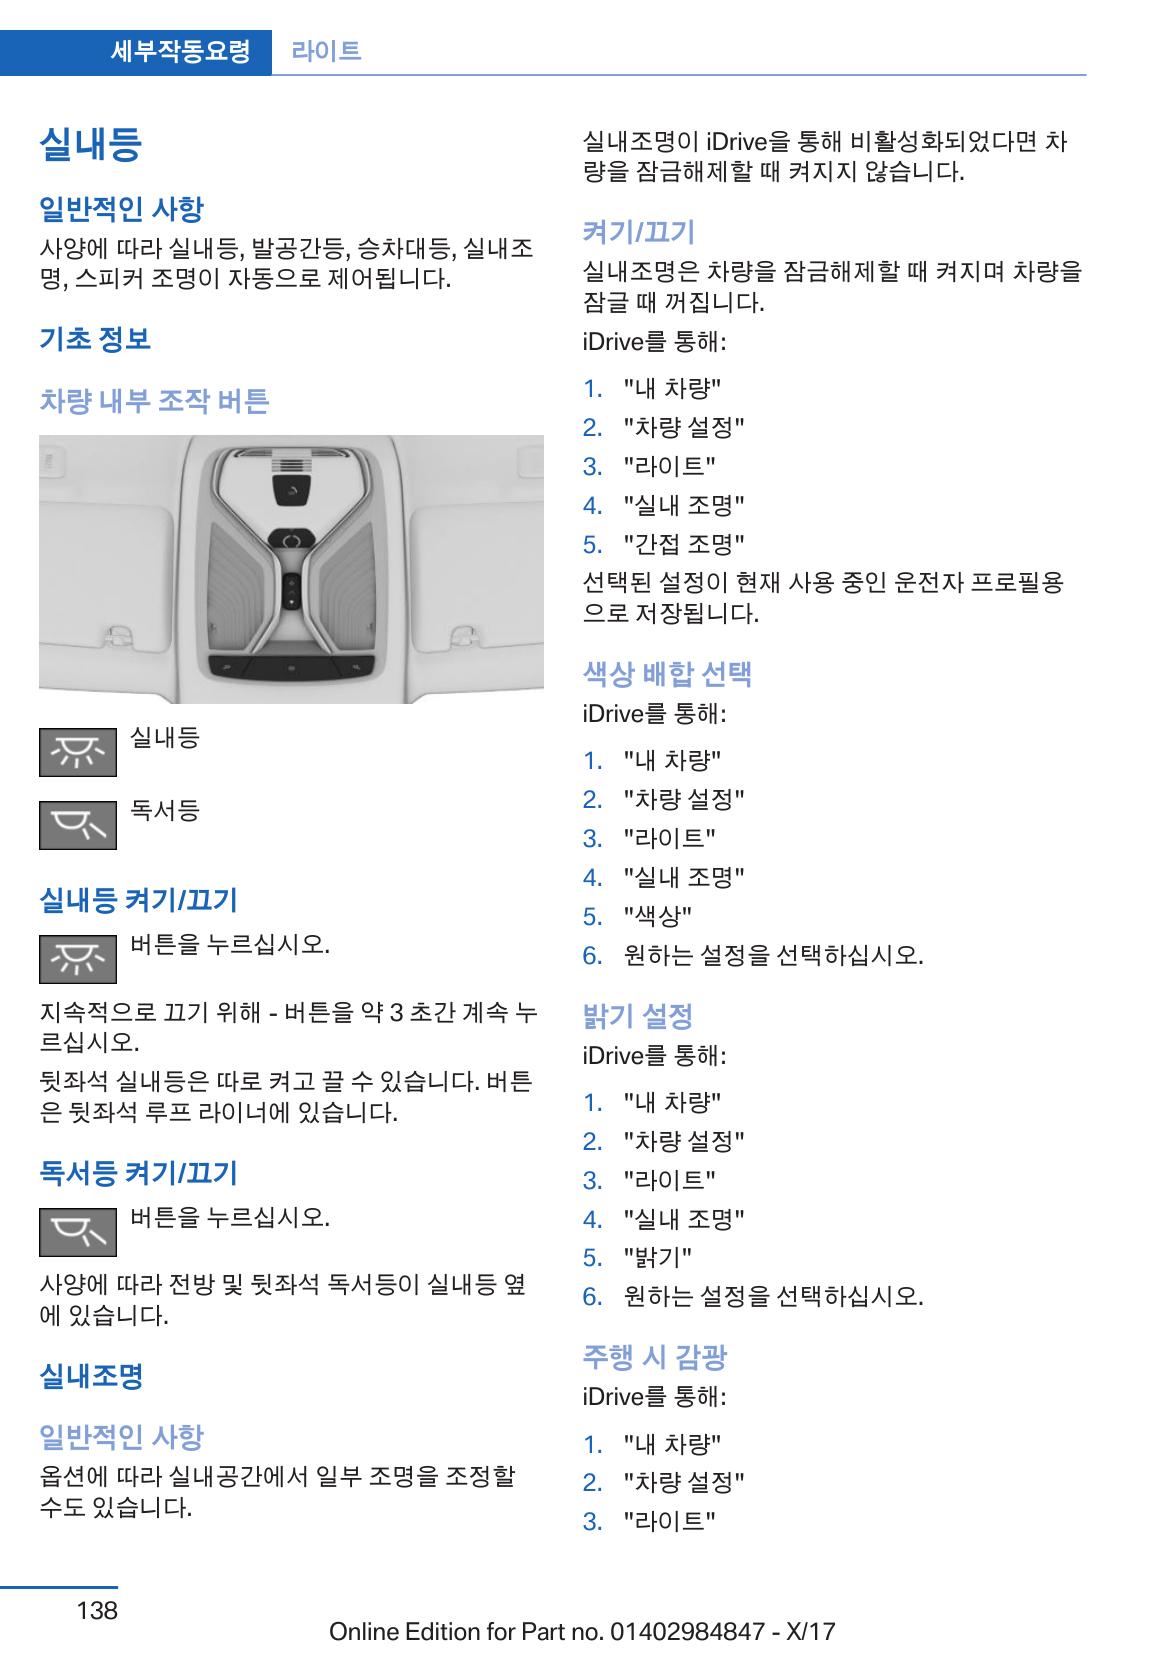 세부작동요령 라이트
실내등
일반적인 사항
사양에 따라 실내등, 발공간등, 승차대등, 실내조
명, 스피커 조명이 자동으로 제어됩니다.
기초 정보
차량 내부 조작 버튼
실내등
독서등
실내등 켜기/끄기
버튼을 누르십시오.
지속적으로 끄기 위해 - 버튼을 약 3 초간 계속 누
르십시오.
뒷좌석 실내등은 따로 켜고 끌 수 있습니다. 버튼
은 뒷좌석 루프 라이너에 있습니다.
독서등 켜기/끄기
버튼을 누르십시오.
사양에 따라 전방 및 뒷좌석 독서등이 실내등 옆
에 있습니다.
실내조명
일반적인 사항
옵션에 따라 실내공간에서 일부 조명을 조정할
수도 있습니다.
실내조명이 iDrive을 통해 비활성화되었다면 차
량을 잠금해제할 때 켜지지 않습니다.
켜기/끄기
실내조명은 차량을 잠금해제할 때 켜지며 차량을
잠글 때 꺼집니다.
iDrive를 통해:
1. "내 차량"
2. "차량 설정"
3. "라이트"
4. "실내 조명"
5. "간접 조명"
선택된 설정이 현재 사용 중인 운전자 프로필용
으로 저장됩니다.
색상 배합 선택
iDrive를 통해:
1. "내 차량"
2. "차량 설정"
3. "라이트"
4. "실내 조명"
5. "색상"
6. 원하는 설정을 선택하십시오.
밝기 설정
iDrive를 통해:
1. "내 차량"
2. "차량 설정"
3. "라이트"
4. "실내 조명"
5. "밝기"
6. 원하는 설정을 선택하십시오.
주행 시 감광
iDrive를 통해:
1. "내 차량"
2. "차량 설정"
3. "라이트"
138
Online Edition for Part no. 01402984847 - X/17